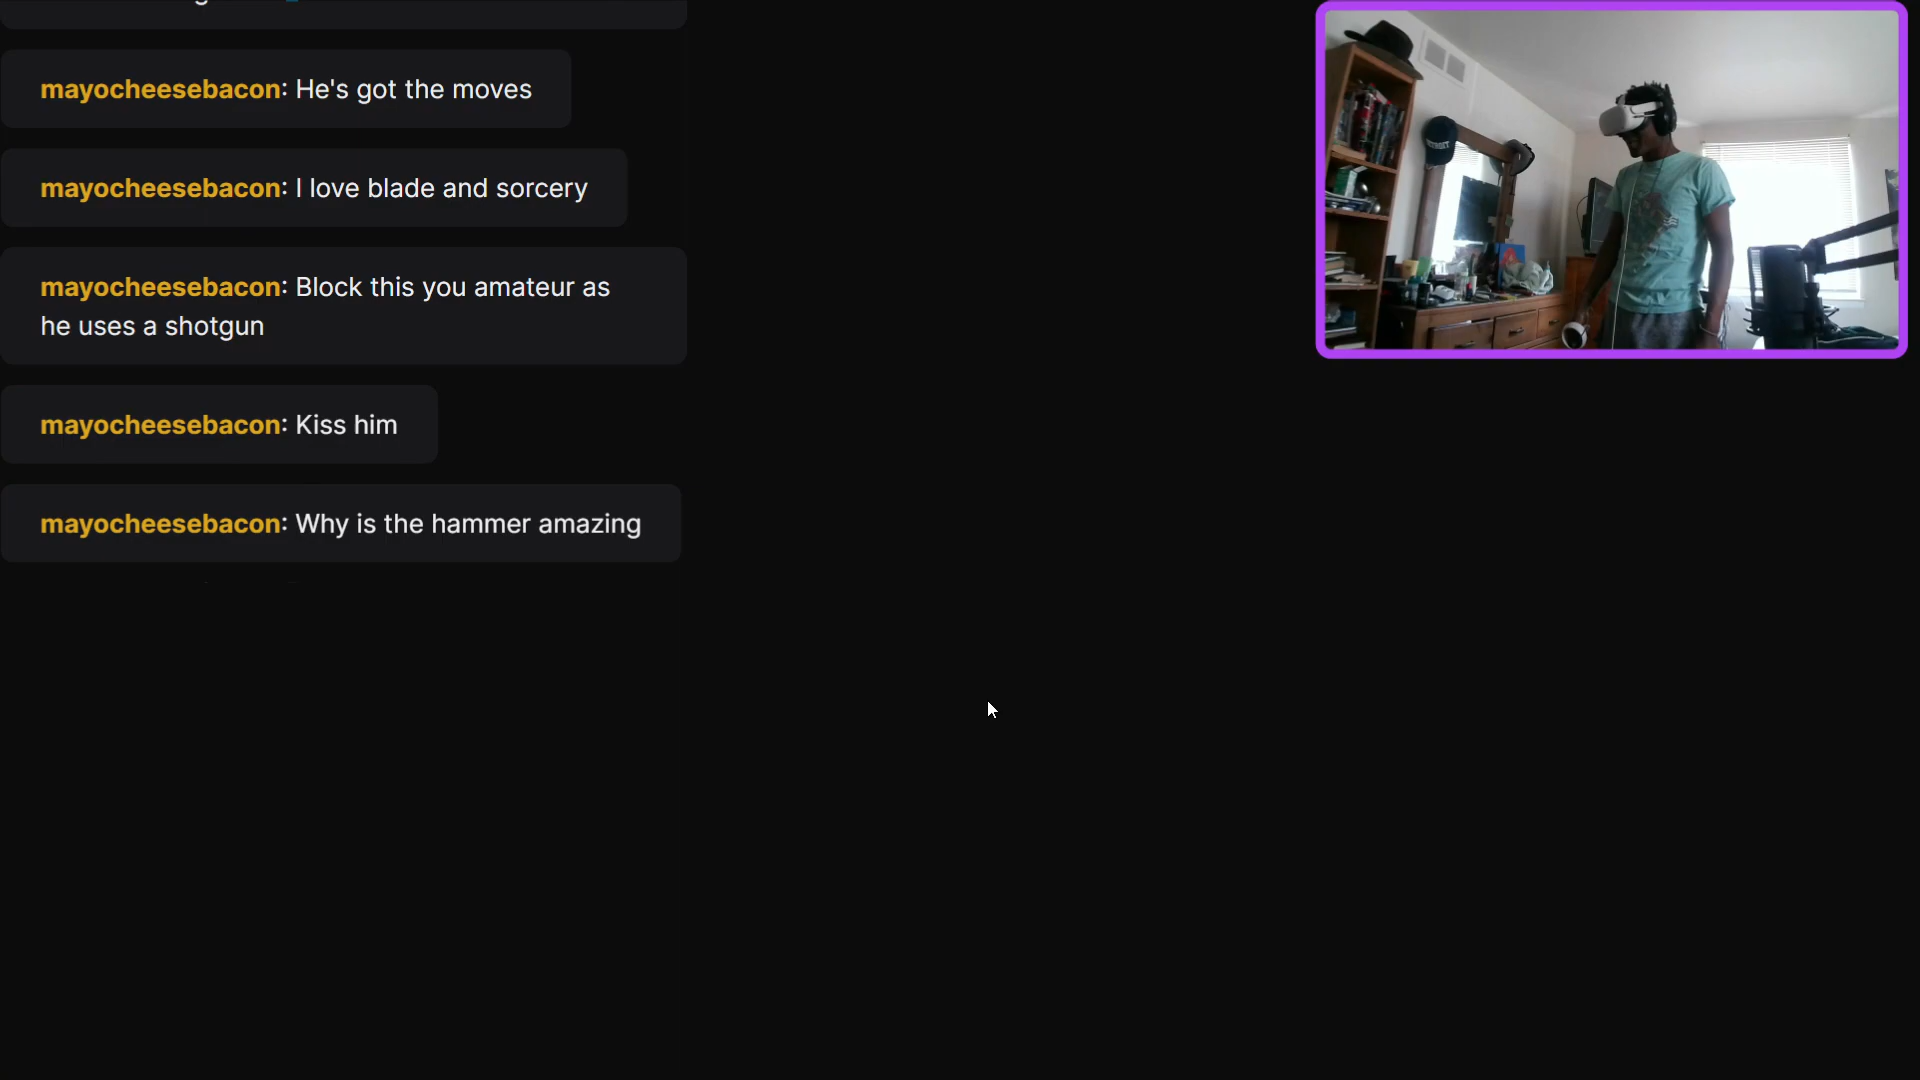 mayocheesebacon: He's got the moves
mayocheesebacon: I love blade and sorcery
mayocheesebacon: Block this you amateur as
he uses a shotgun
mayocheesebacon: Kiss him
mayocheesebacon: Why is the hammer amazing
DETROIT